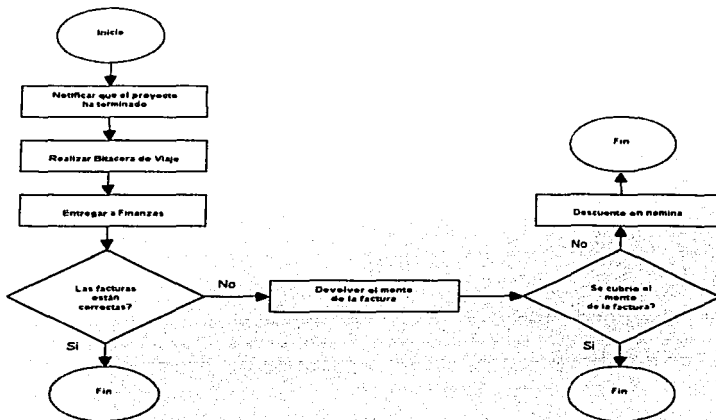 Inicio
Notificar que el proyecto
ha terminado
Realizar Bitacora de Viaje
Entregar a Finanzas
Las facturas
están
correctas?
No
Si
Fin
Devolver el monto
de la factura
Se cubrio el
monto
de la factura?
No
Descuento en nomina
Fin
Si
Fin